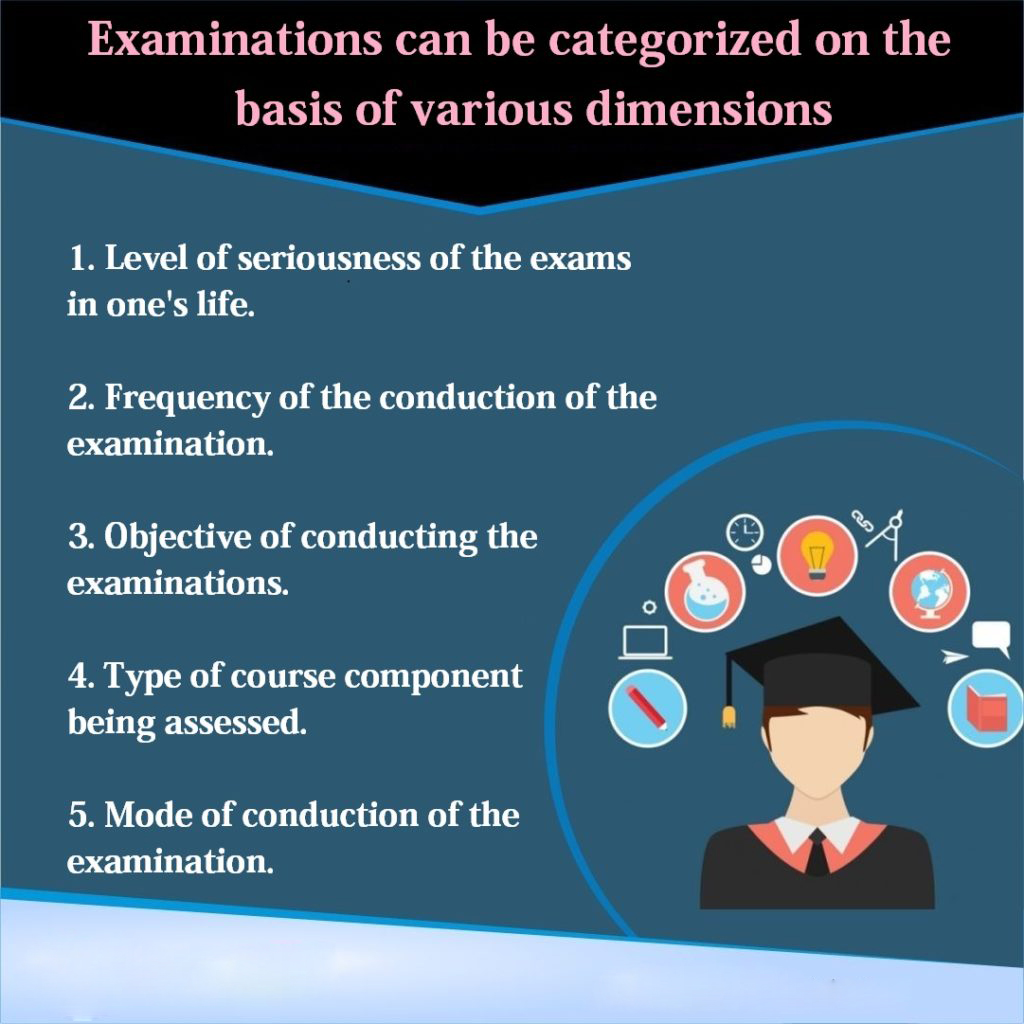 Examinations can be categorized on the
basis of various dimensions
1. Level of seriousness of the exams
in one's life.
2. Frequency of the conduction of the
examination.
3. Objective of conducting the
examinations.
4. Type of course component
being assessed.
5. Mode of conduction of the
examination.